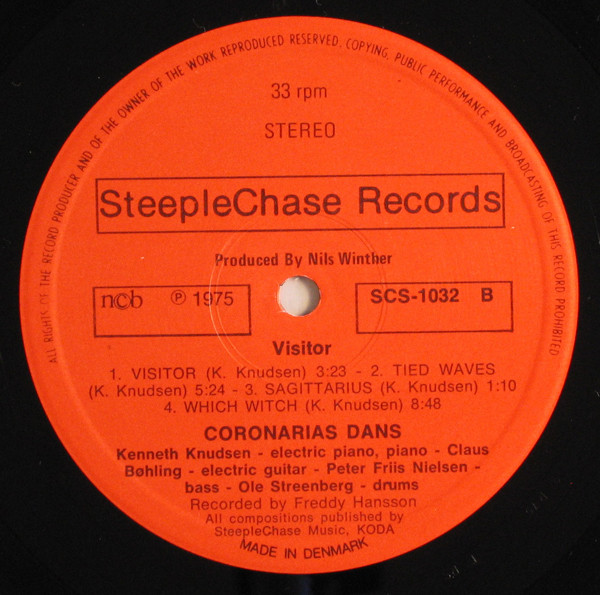 ALL RIGHTS OF THE RECORD PRODUCER AND OF THE OWNER OF THE WORK REPRODUCED RESERVED. COPYING, PUBLIC PERFORMANCE AND BROADCASTING OF THIS RECORD PROHIBITED
33 rpm
STEREO
SteepleChase Records
Produced By Nils Winther
ncb ℗ 1975
SCS-1032 B
Visitor
1. VISITOR (K. Knudsen) 3:23 - 2. TIED WAVES
(K. Knudsen) 5:24 - 3. SAGITTARIUS (K. Knudsen) 1:10
4. WHICH WITCH (K. Knudsen) 8:48
CORONARIAS DANS
Kenneth Knudsen - electric piano, piano - Claus
Bøhling - electric guitar - Peter Friis Nielsen -
bass - Ole Streenberg - drums
Recorded by Freddy Hansson
All compositions published by
SteepleChase Music, KODA
MADE IN DENMARK